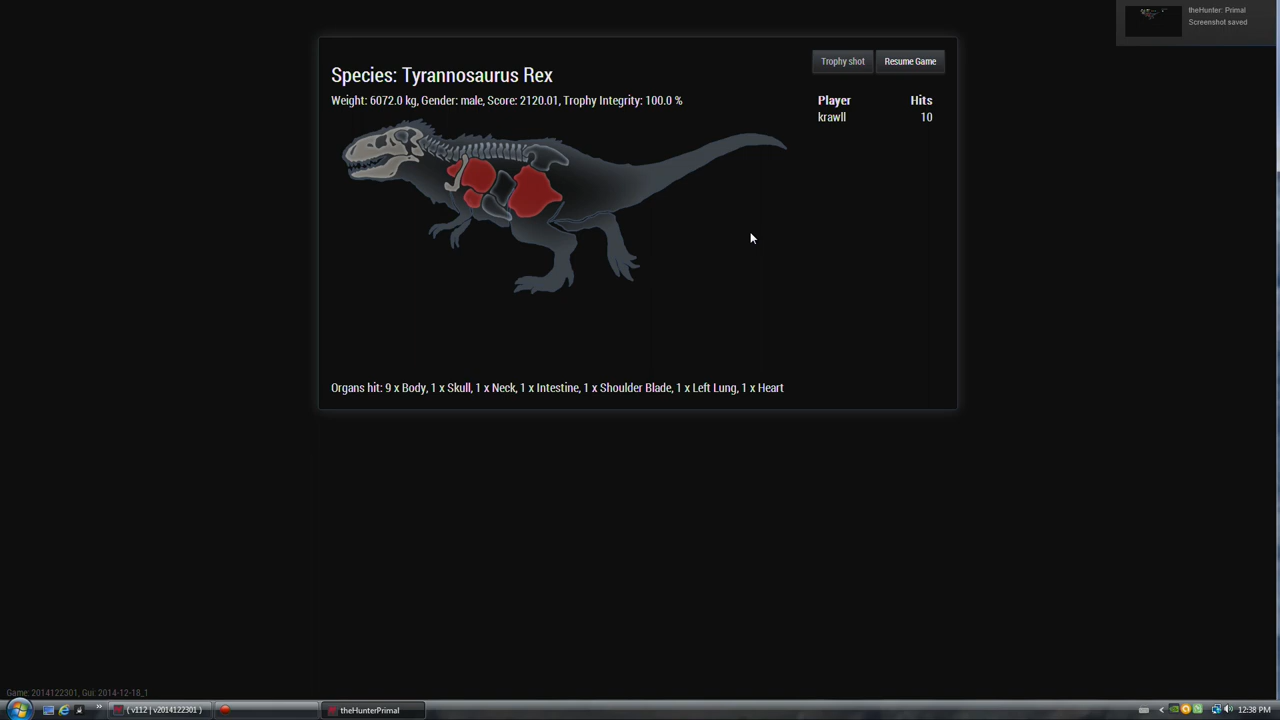 theHunter: Primal
Screenshot saved
Trophy shot
Resume Game
Species: Tyrannosaurus Rex
Weight: 6072.0 kg, Gender: male, Score: 2120.01, Trophy Integrity: 100.0 %
Player Hits
krawll 10
Organs hit: 9 x Body, 1 x Skull, 1 x Neck, 1 x Intestine, 1 x Shoulder Blade, 1 x Left Lung, 1 x Heart
Game: 2014122301, Gui: 2014-12-18_1
( v112 | v2014122301 )
theHunterPrimal
12:38 PM